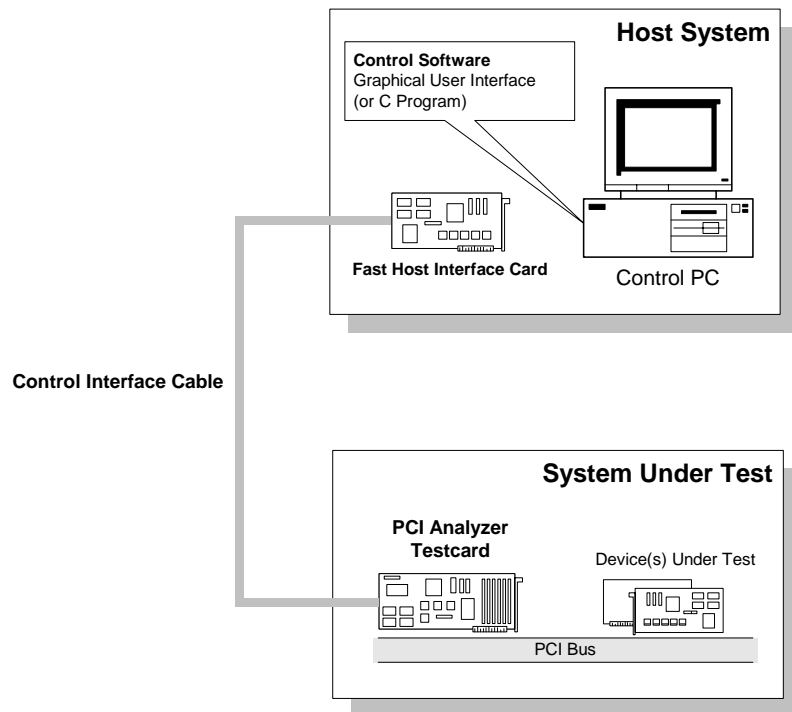 Host System
Control Software
Graphical User Interface
(or C Program)
Fast Host Interface Card
Control PC
Control Interface Cable
System Under Test
PCI Analyzer
Testcard
Device(s) Under Test
PCI Bus